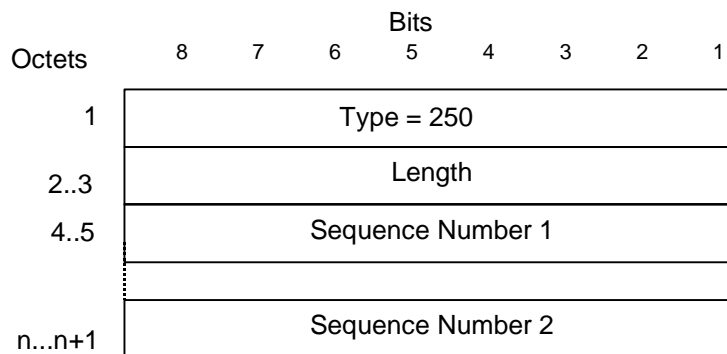 Bits
Octets 8 7 6 5 4 3 2 1
1 Type = 250
2..3 Length
4..5 Sequence Number 1
n...n+1 Sequence Number 2